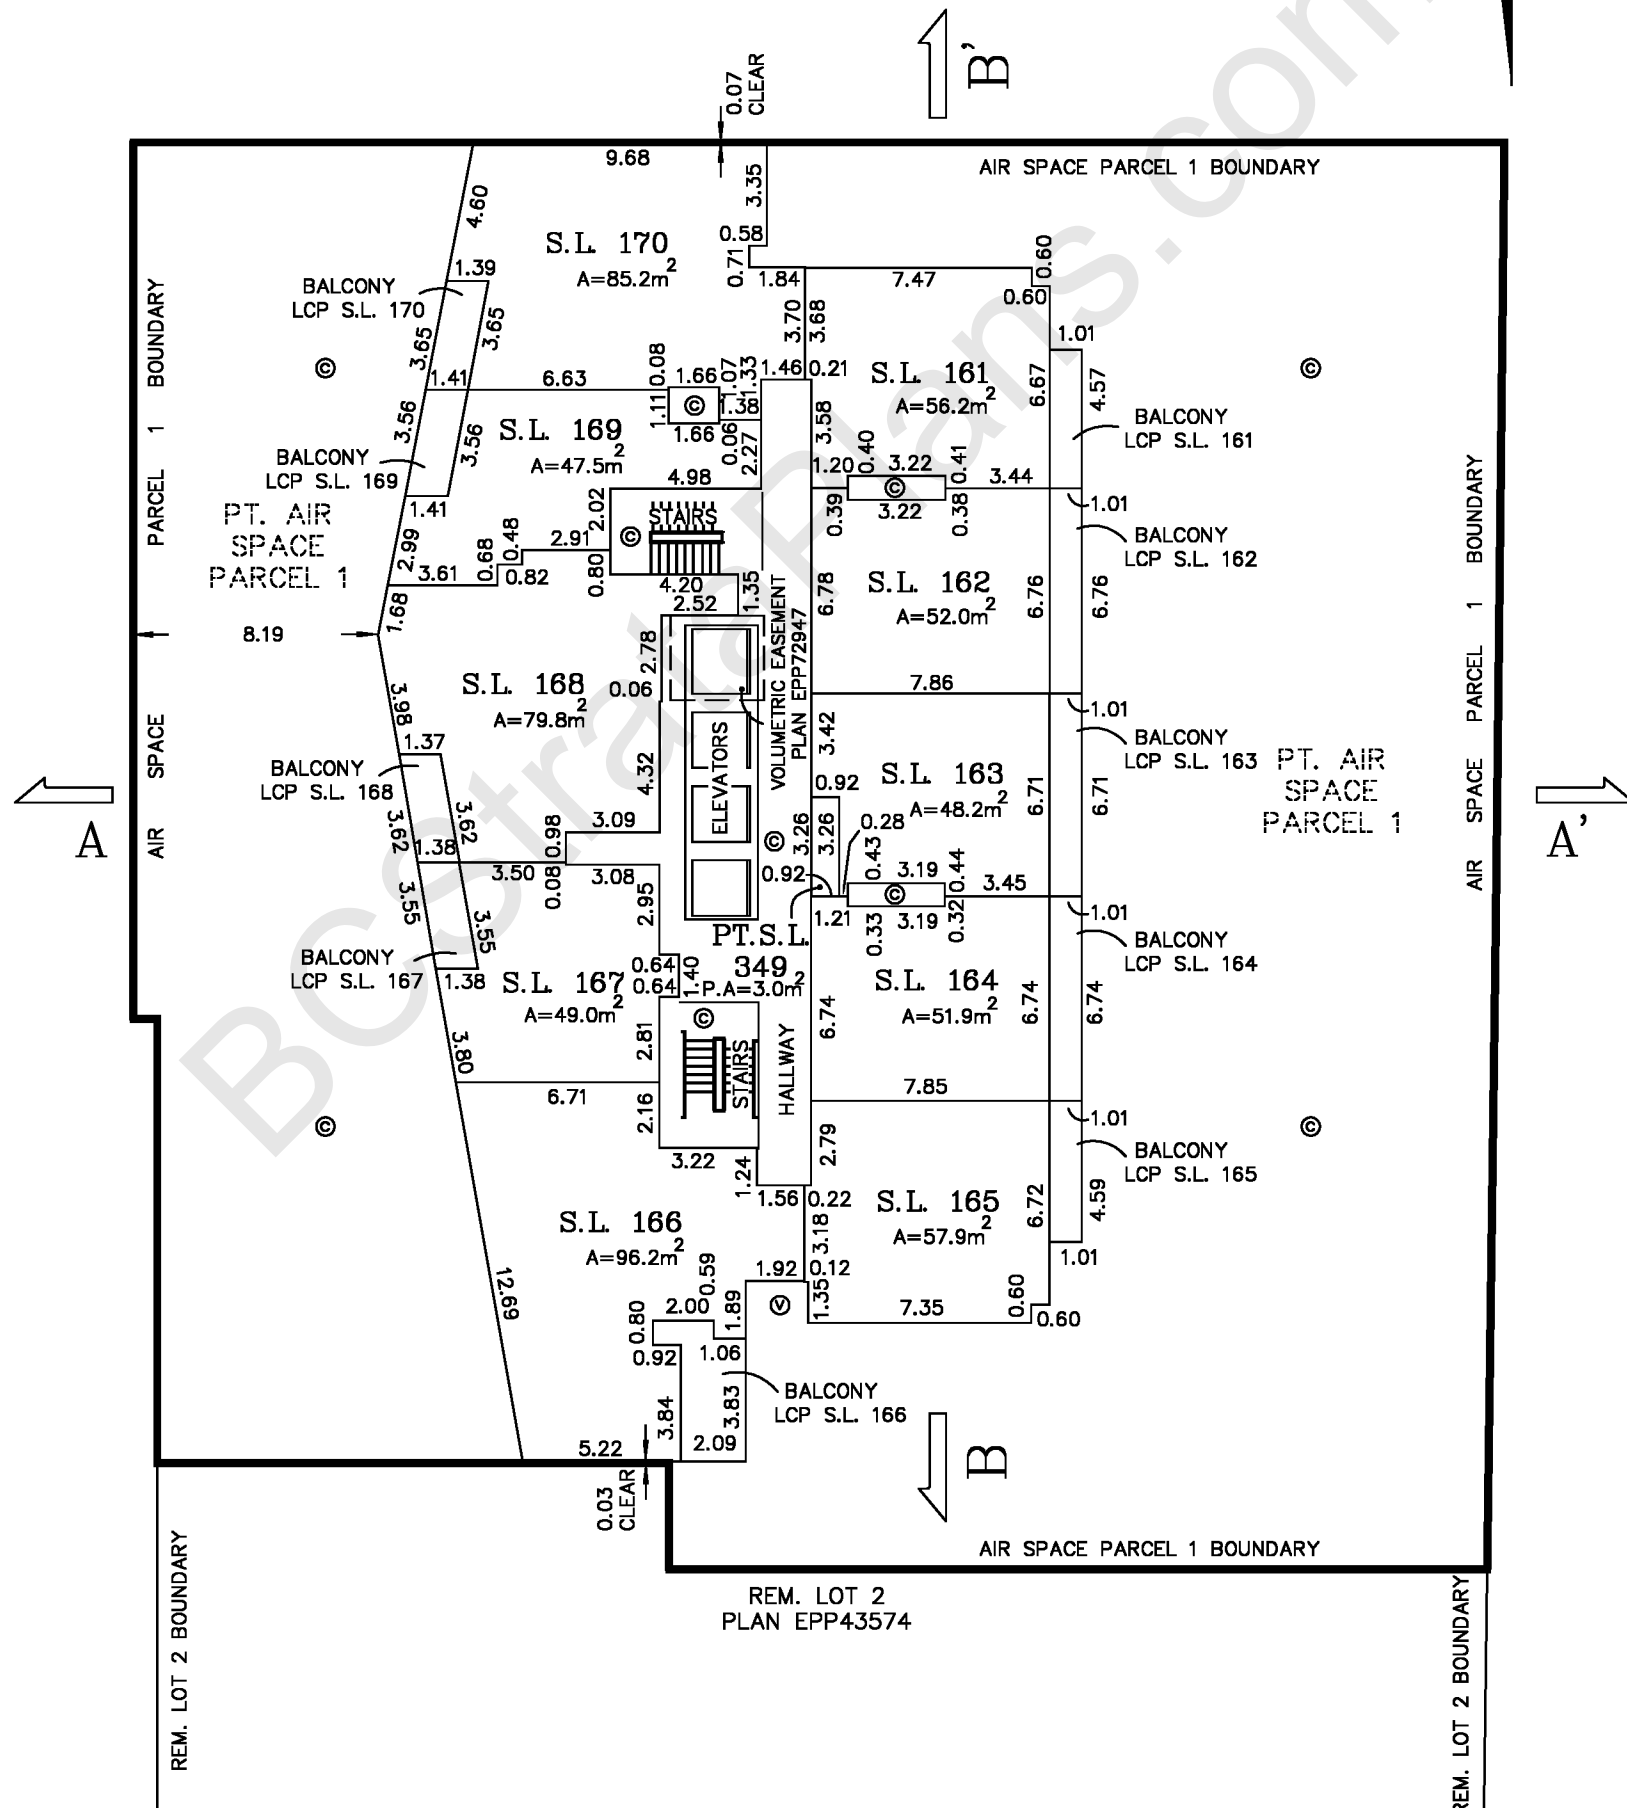 B'
0.07
CLEAR
9.68
3.35
AIR SPACE PARCEL 1 BOUNDARY
4.60
S.L. 170
A=85.2m2
0.58
0.71
1.84
7.47
0.60
0.60
1.39
BALCONY
LCP S.L. 170
3.65
3.65
3.70
3.68
1.01
AIR SPACE PARCEL 1 BOUNDARY
©
1.41
6.63
0.08
1.66
1.07
1.33
1.46
0.21
S.L. 161
A=56.2m2
6.67
4.57
©
BALCONY
LCP S.L. 161
3.56
3.56
1.11
©
1.38
1.66
0.06
2.27
3.58
S.L. 169
A=47.5m2
BALCONY
LCP S.L. 169
1.41
4.98
2.02
STAIRS
©
1.20
0.40
3.22
0.41
3.44
©
0.39
3.22
0.38
1.01
BALCONY
LCP S.L. 162
PT. AIR
SPACE
PARCEL 1
2.99
3.61
0.68
0.48
0.82
2.91
0.80
4.20
2.52
1.35
1.68
8.19
6.78
S.L. 162
A=52.0m2
6.76
6.76
VOLUMETRIC EASEMENT
PLAN EPP72947
2.78
0.06
S.L. 168
A=79.8m2
3.98
7.86
1.01
BALCONY
LCP S.L. 163
1.37
BALCONY
LCP S.L. 168
4.32
ELEVATORS
3.42
0.92
S.L. 163
A=48.2m2
6.71
6.71
PT. AIR
SPACE
PARCEL 1
AIR SPACE PARCEL 1 BOUNDARY
A
A'
3.62
3.62
1.38
3.50
0.98
3.09
0.08
3.08
©
3.26
3.26
0.28
0.92
0.43
3.19
0.44
3.45
©
1.21
0.33
3.19
0.32
1.01
BALCONY
LCP S.L. 164
3.55
3.55
BALCONY
LCP S.L. 167
1.38
2.95
0.64
0.64
1.40
PT.S.L.
349
P.A=3.0m2
S.L. 167
A=49.0m2
S.L. 164
A=51.9m2
6.74
6.74
6.74
3.80
2.81
©
STAIRS
HALLWAY
6.71
2.16
7.85
1.01
BALCONY
LCP S.L. 165
©
©
3.22
1.24
1.56
0.22
2.79
S.L. 165
A=57.9m2
6.72
4.59
1.01
S.L. 166
A=96.2m2
3.18
1.92
0.12
1.35
12.69
0.59
2.00
0.80
0.92
1.89
1.06
7.35
0.60
0.60
BALCONY
LCP S.L. 166
3.84
3.83
2.09
5.22
0.03
CLEAR
B
AIR SPACE PARCEL 1 BOUNDARY
REM. LOT 2
PLAN EPP43574
REM. LOT 2 BOUNDARY
REM. LOT 2 BOUNDARY
BCStrataPlans.com